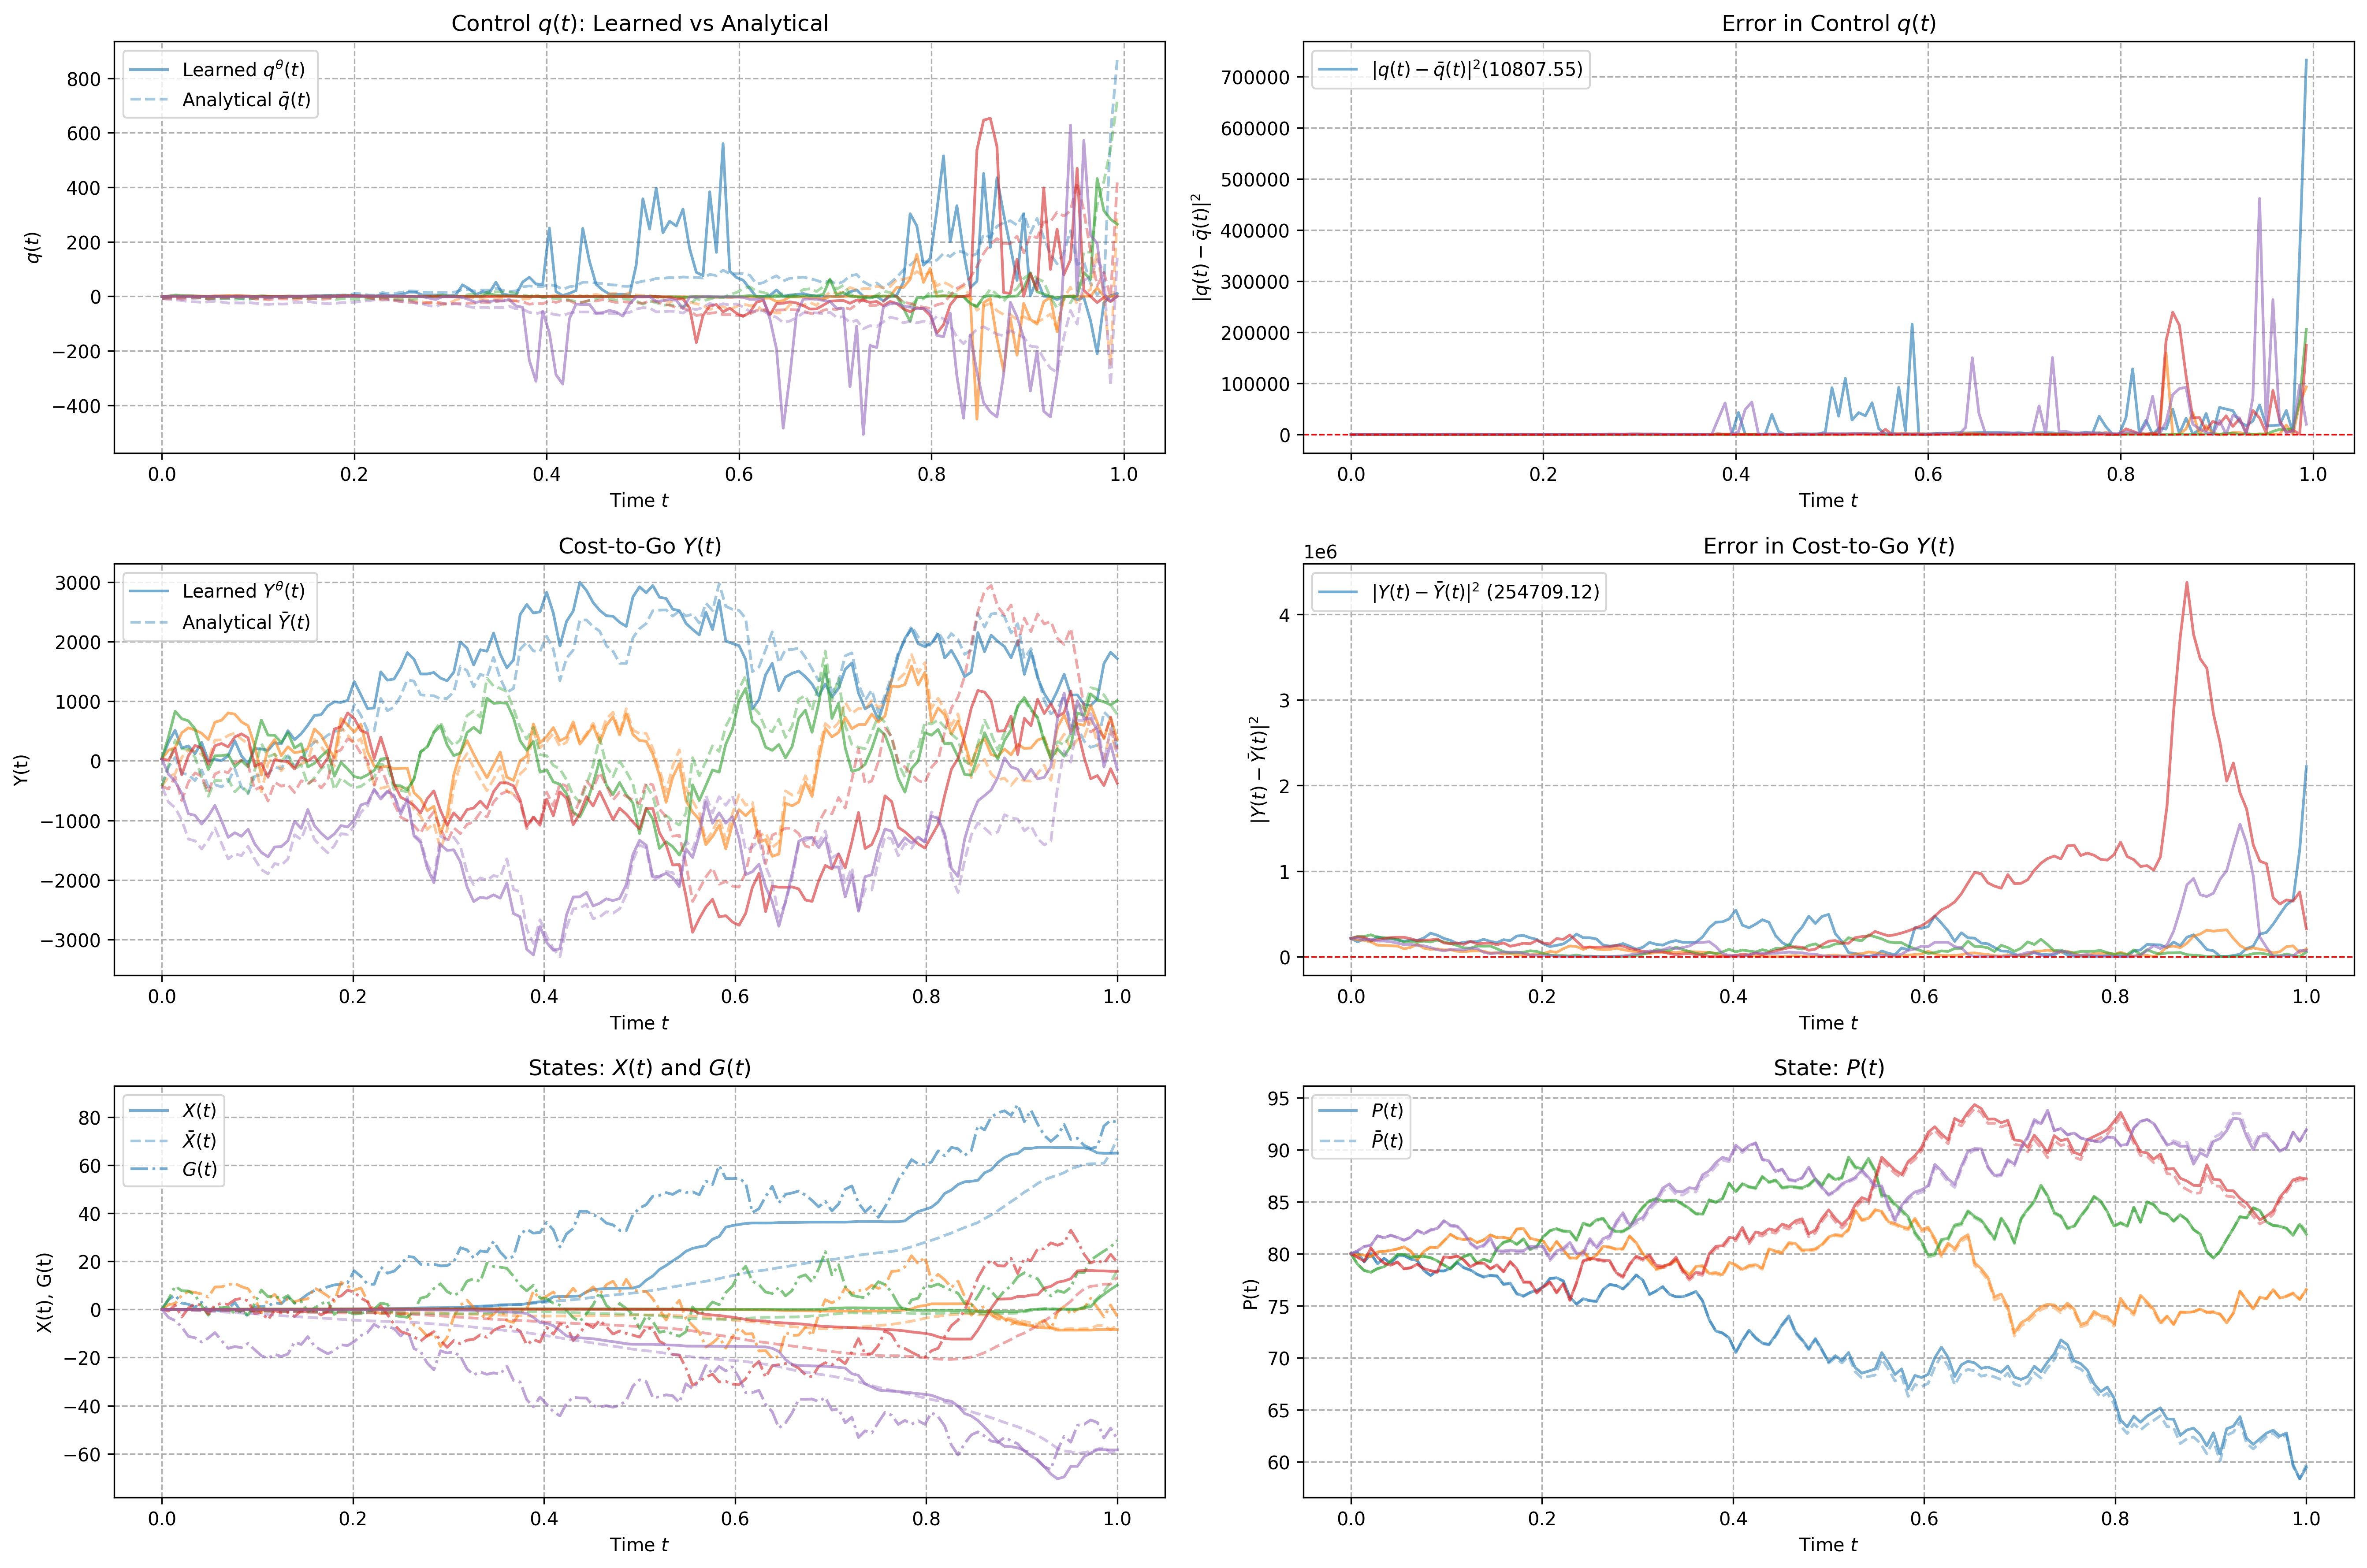 Control q(t): Learned vs Analytical
Learned q^θ(t)
Analytical q̄(t)
800
600
400
200
0
−200
−400
q(t)
0.0 0.2 0.4 0.6 0.8 1.0
Time t
Error in Control q(t)
|q(t) − q̄(t)|²(10807.55)
700000
600000
500000
400000
300000
200000
100000
0
|q(t) − q̄(t)|²
0.0 0.2 0.4 0.6 0.8 1.0
Time t
Cost-to-Go Y(t)
Learned Y^θ(t)
Analytical Ȳ(t)
3000
2000
1000
0
−1000
−2000
−3000
Y(t)
0.0 0.2 0.4 0.6 0.8 1.0
Time t
Error in Cost-to-Go Y(t)
1e6
|Y(t) − Ȳ(t)|² (254709.12)
4
3
2
1
0
|Y(t) − Ȳ(t)|²
0.0 0.2 0.4 0.6 0.8 1.0
Time t
States: X(t) and G(t)
X(t)
X̄(t)
G(t)
80
60
40
20
0
−20
−40
−60
X(t), G(t)
0.0 0.2 0.4 0.6 0.8 1.0
Time t
State: P(t)
P(t)
P̄(t)
95
90
85
80
75
70
65
60
P(t)
0.0 0.2 0.4 0.6 0.8 1.0
Time t